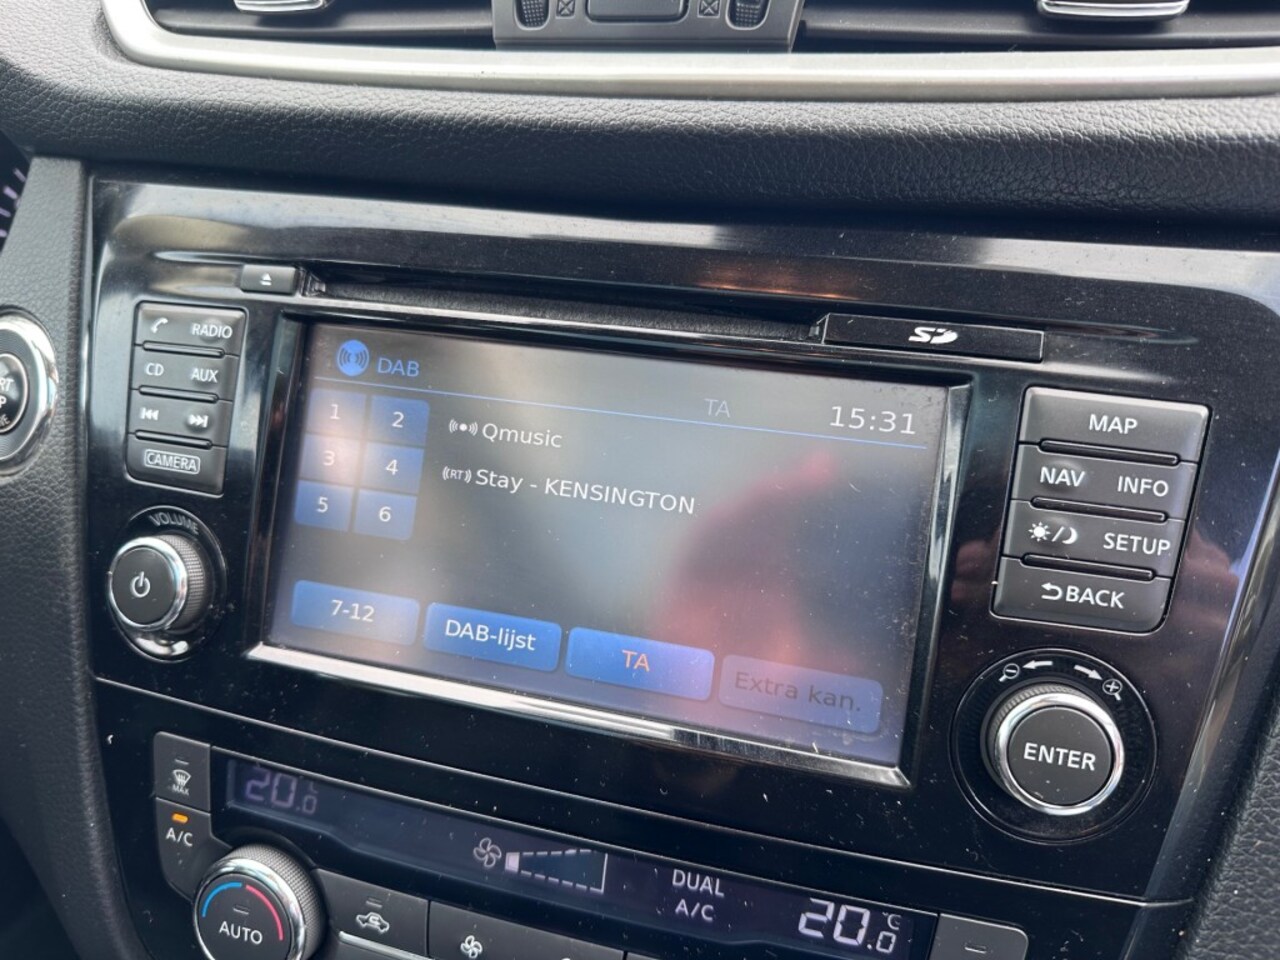 RADIO
CD AUX
CAMERA
VOLUME
SD
DAB
TA 15:31
1 2
3 4
5 6
((•)) Qmusic
((RT)) Stay - KENSINGTON
7-12 DAB-lijst TA Extra kan.
MAP
NAV INFO
SETUP
BACK
ENTER
MAX
A/C
20.0
AUTO
DUAL
A/C
20.0 °C